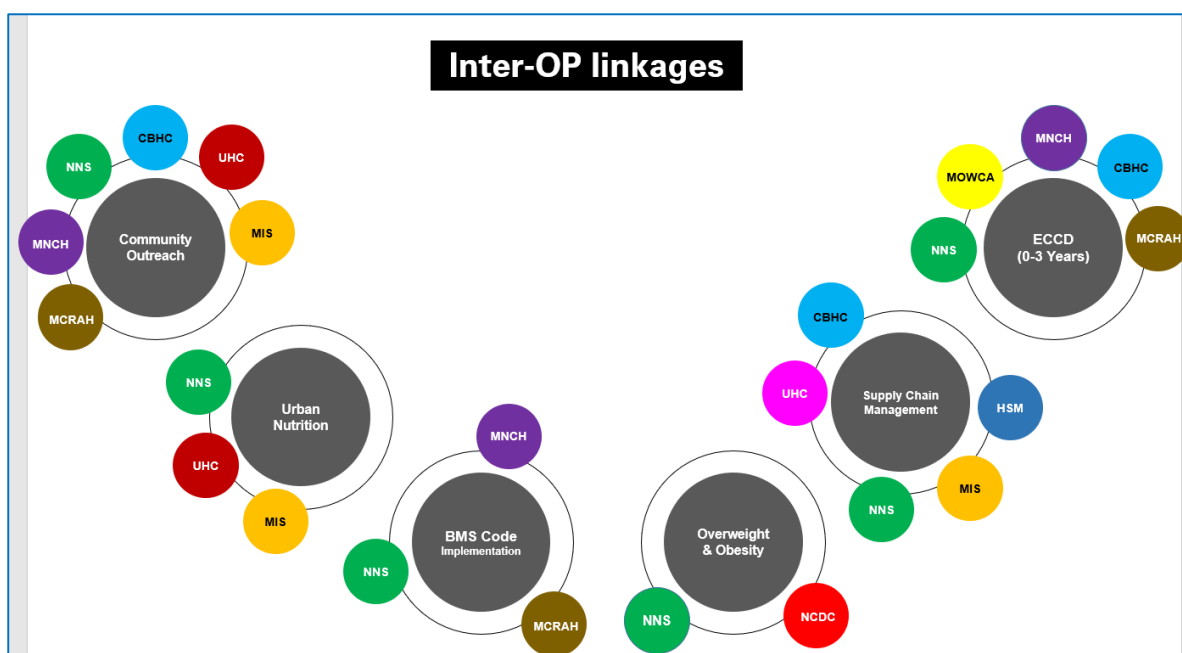 Inter-OP linkages
CBHC
UHC
NNS
MIS
MNCH
MCRAH
Community
Outreach
NNS
UHC
MIS
Urban
Nutrition
MNCH
NNS
MCRAH
BMS Code
Implementation
Overweight
& Obesity
NNS
NCDC
CBHC
UHC
HSM
MIS
NNS
Supply Chain
Management
MNCH
CBHC
MOWCA
MCRAH
NNS
ECCD
(0-3 Years)